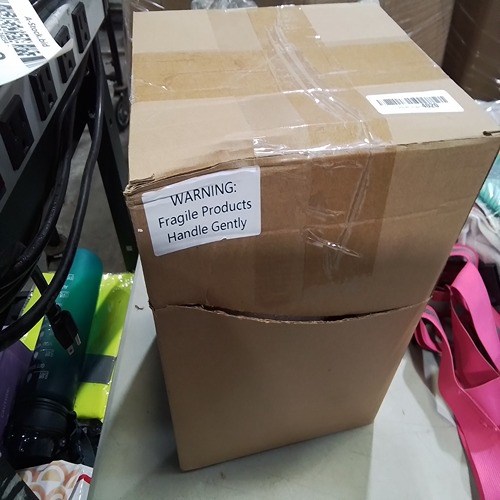 WARNING:
Fragile Products
Handle Gently